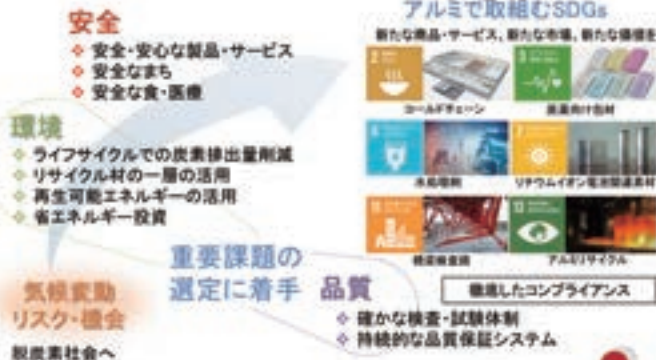 安全
安全・安心な製品・サービス
安全なまち
安全な食・医療
環境
ライフサイクルでの炭素排出量削減
リサイクル材の一層の活用
再生可能エネルギーの活用
省エネルギー投資
気候変動
リスク・機会
脱炭素社会へ
重要課題の
選定に着手
品質
確かな検査・試験体制
持続的な品質保証システム
アルミで取組むSDGs
新たな商品・サービス、新たな市場、新たな価値を
2
3
コールドチェーン
医薬向け包材
6
7
リチウムイオン電池関連素材
11
12
アルミリサイクル
徹底したコンプライアンス